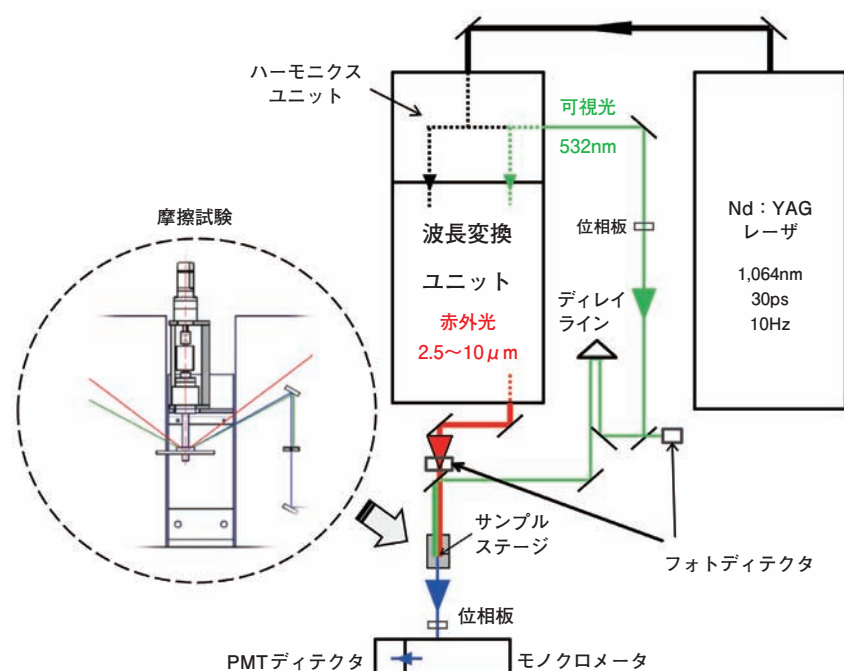 ハーモニクス
ユニット
可視光
532nm
摩擦試験
波長変換
ユニット
赤外光
2.5〜10μm
位相板
ディレイ
ライン
Nd：YAG
レーザ
1,064nm
30ps
10Hz
サンプル
ステージ
フォトディテクタ
位相板
PMTディテクタ
モノクロメータ